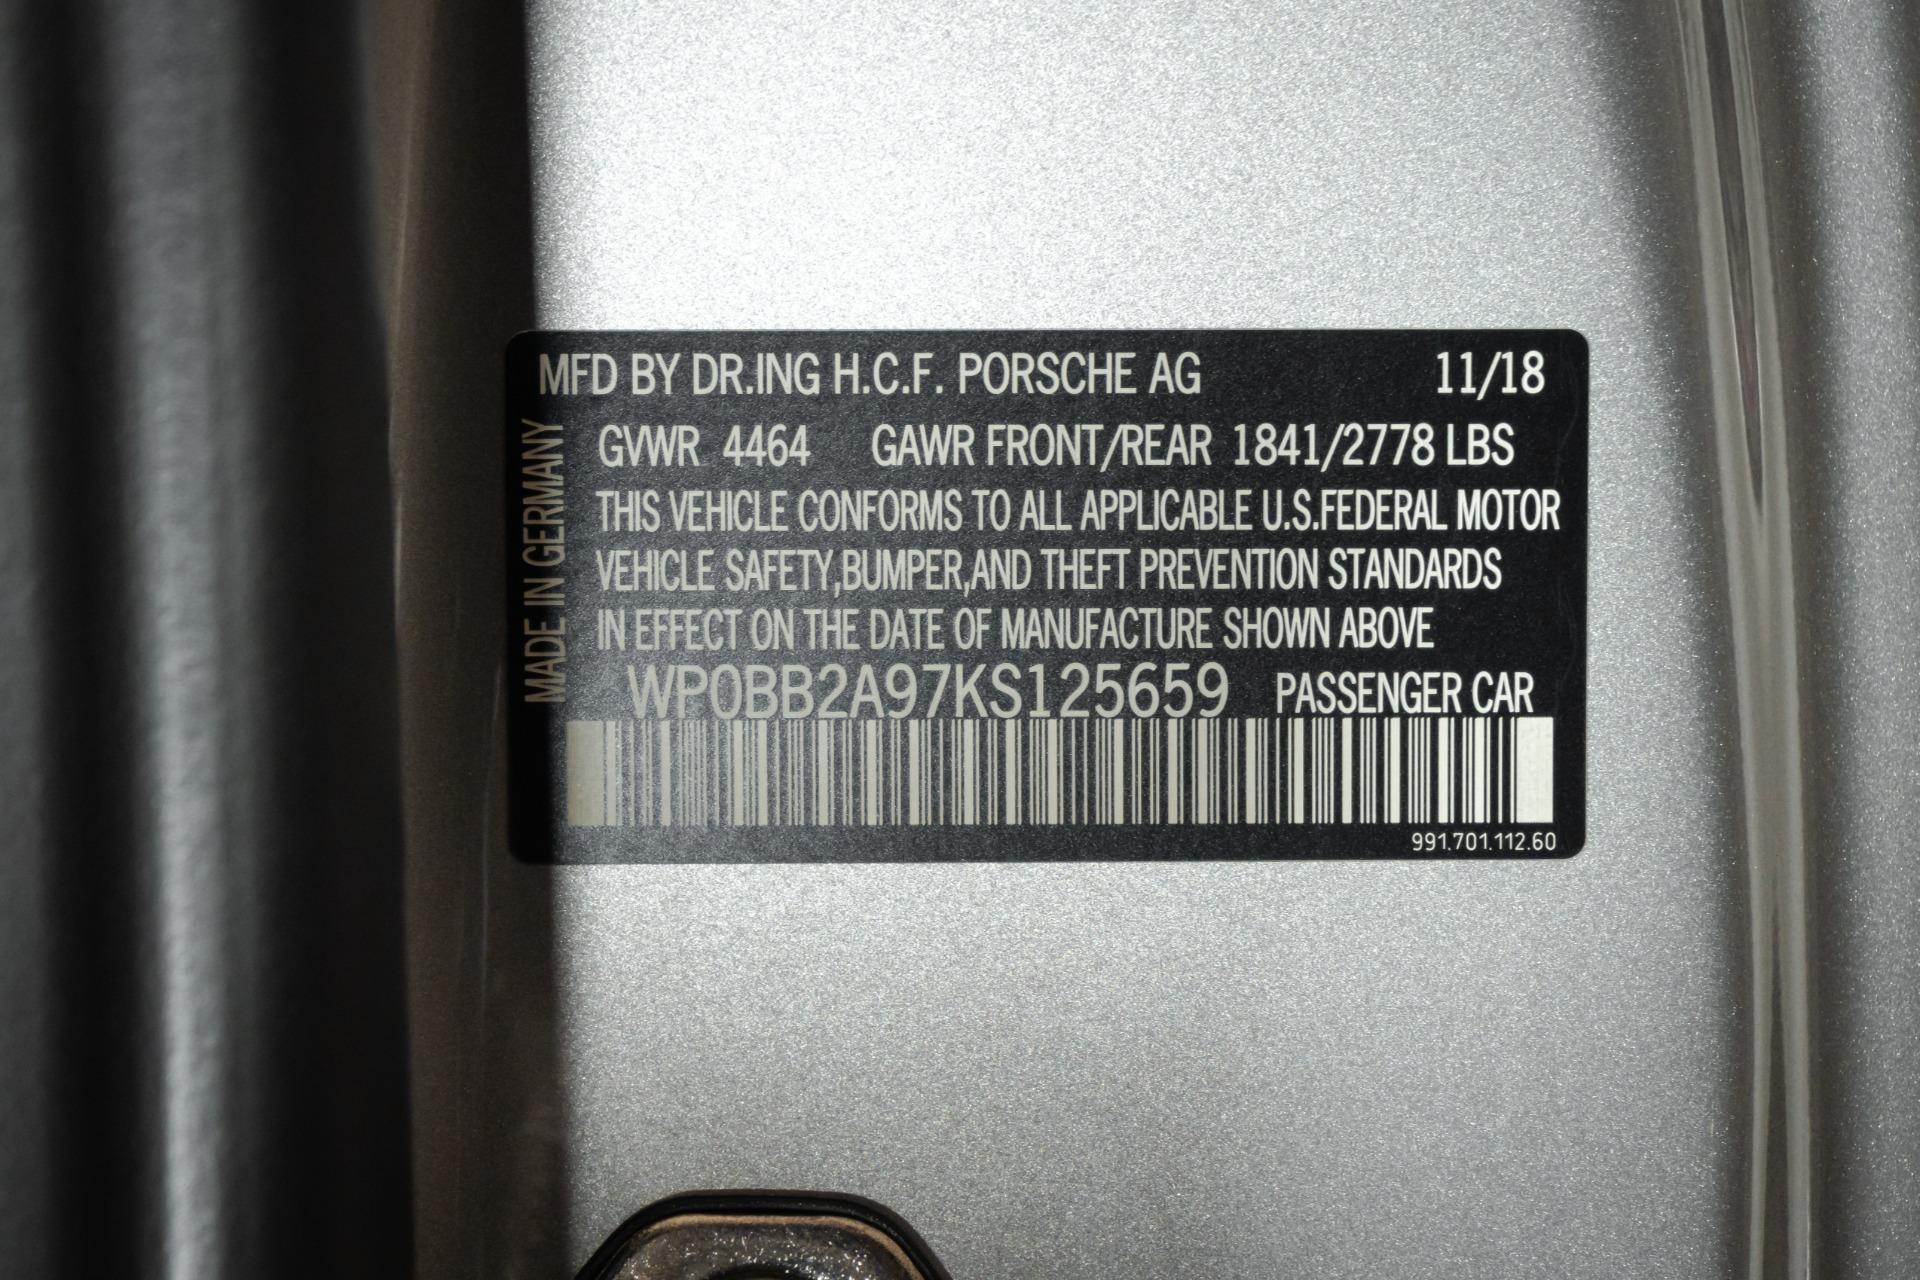 MFD BY DR.ING H.C.F. PORSCHE AG 11/18
GVWR 4464 GAWR FRONT/REAR 1841/2778 LBS
THIS VEHICLE CONFORMS TO ALL APPLICABLE U.S.FEDERAL MOTOR
VEHICLE SAFETY,BUMPER,AND THEFT PREVENTION STANDARDS
IN EFFECT ON THE DATE OF MANUFACTURE SHOWN ABOVE
WP0BB2A97KS125659 PASSENGER CAR
991.701.112.60
MADE IN GERMANY